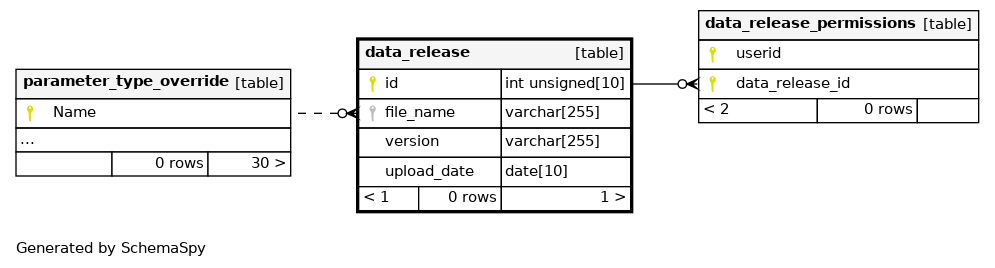 parameter_type_override [table]
Name
...
0 rows 30 >
data_release [table]
id int unsigned[10]
file_name varchar[255]
version varchar[255]
upload_date date[10]
< 1 0 rows 1 >
data_release_permissions [table]
userid
data_release_id
< 2 0 rows
Generated by SchemaSpy